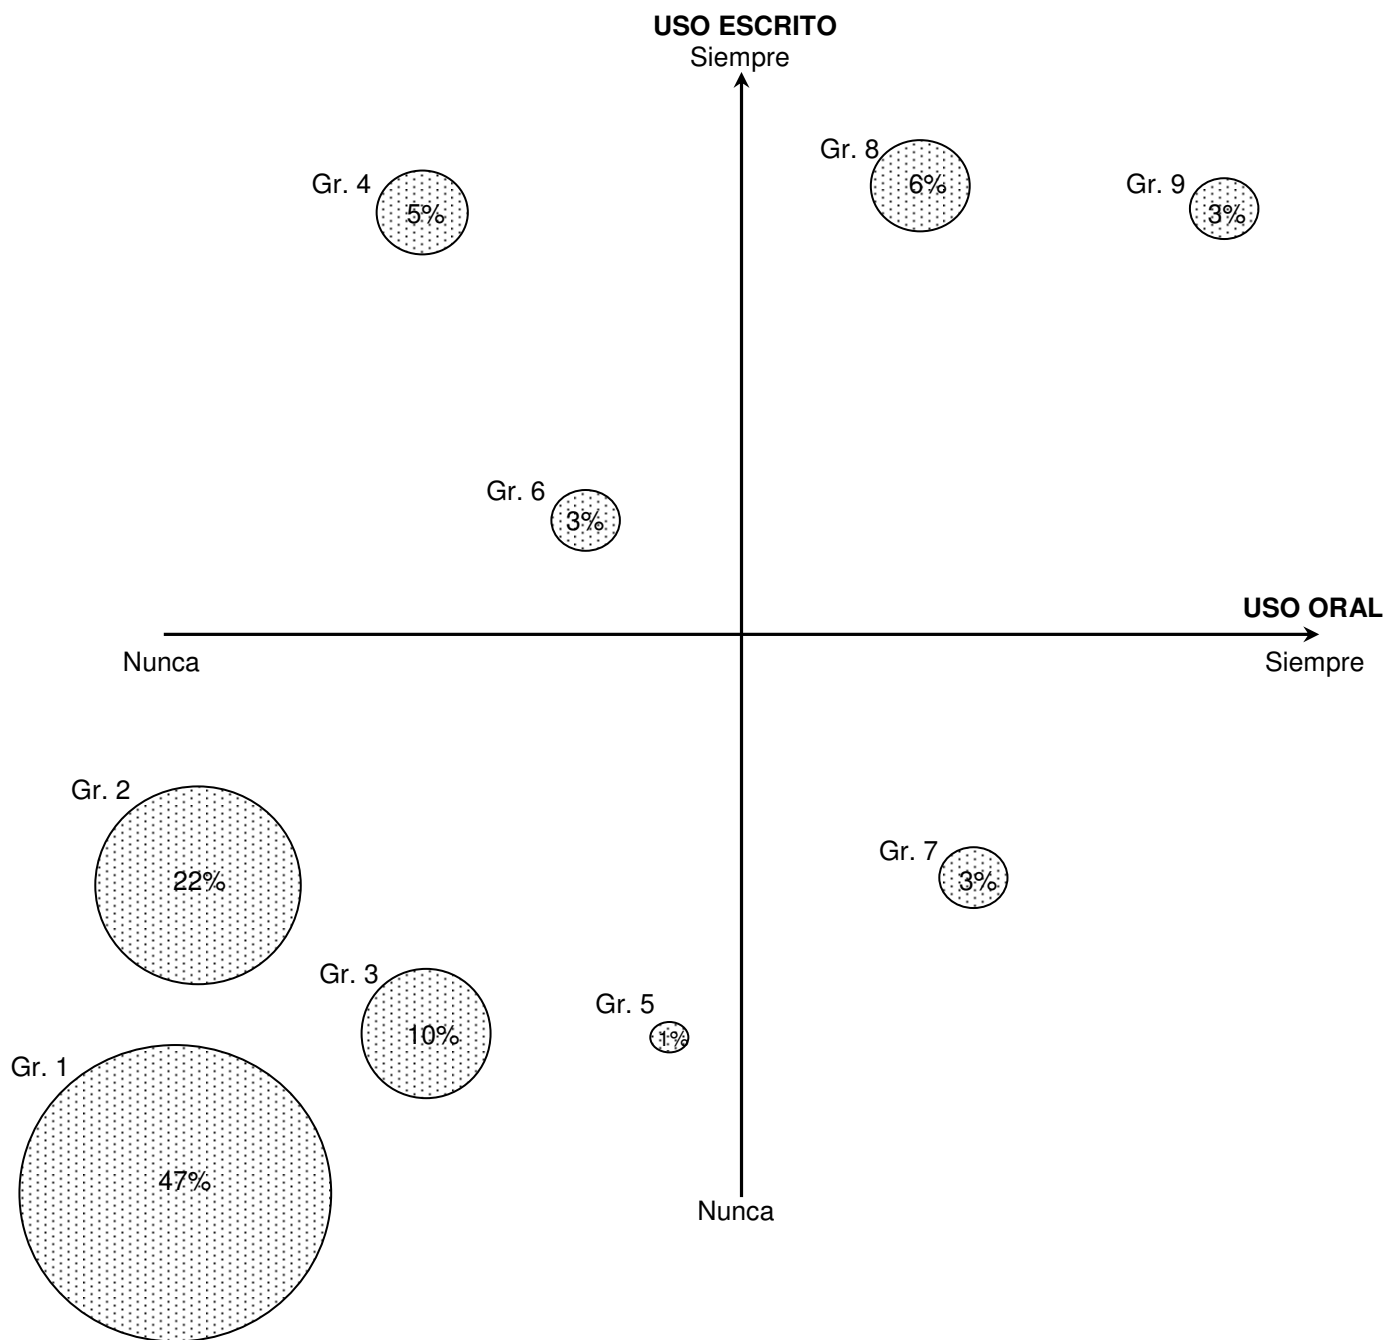 USO ESCRITO
Siempre
Gr. 8
6%
Gr. 4
5%
Gr. 9
3%
Gr. 6
3%
USO ORAL
Nunca
Siempre
Gr. 2
22%
Gr. 7
3%
Gr. 3
10%
Gr. 5
1%
Gr. 1
47%
Nunca